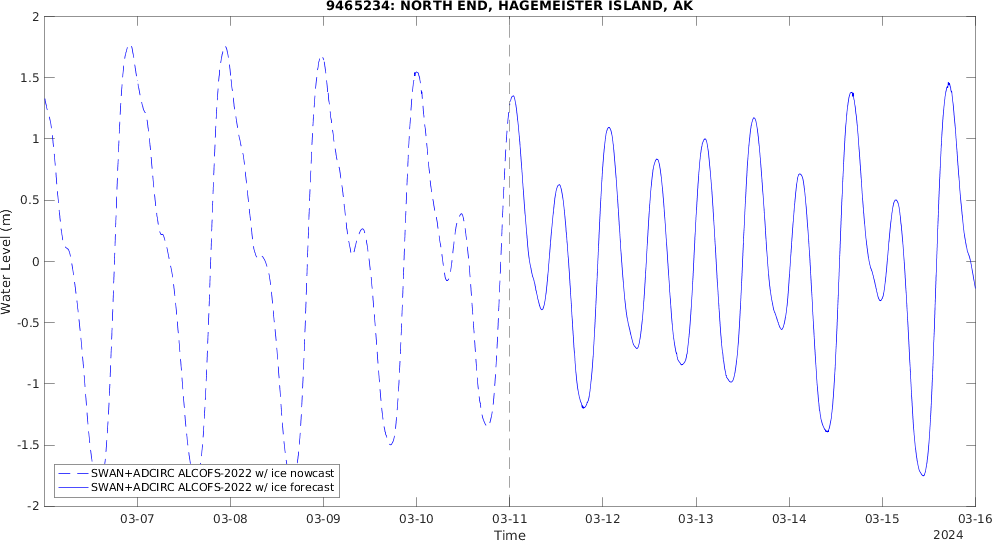 9465234: NORTH END, HAGEMEISTER ISLAND, AK
2
1.5
1
0.5
0
-0.5
-1
-1.5
-2
Water Level (m)
SWAN+ADCIRC ALCOFS-2022 w/ ice nowcast
SWAN+ADCIRC ALCOFS-2022 w/ ice forecast
03-07 03-08 03-09 03-10 03-11 03-12 03-13 03-14 03-15 03-16
Time
2024